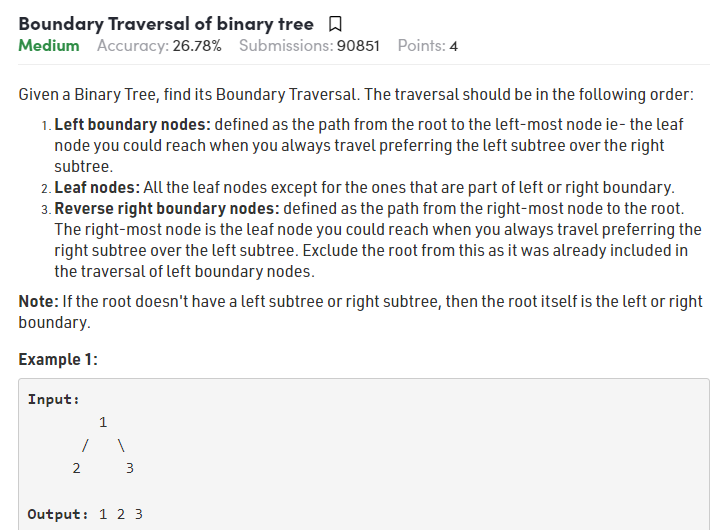 Boundary Traversal of binary tree
Medium Accuracy: 26.78% Submissions: 90851 Points: 4
Given a Binary Tree, find its Boundary Traversal. The traversal should be in the following order:
1. Left boundary nodes: defined as the path from the root to the left-most node ie- the leaf
node you could reach when you always travel preferring the left subtree over the right
subtree.
2. Leaf nodes: All the leaf nodes except for the ones that are part of left or right boundary.
3. Reverse right boundary nodes: defined as the path from the right-most node to the root.
The right-most node is the leaf node you could reach when you always travel preferring the
right subtree over the left subtree. Exclude the root from this as it was already included in
the traversal of left boundary nodes.
Note: If the root doesn't have a left subtree or right subtree, then the root itself is the left or right
boundary.
Example 1:
Input:
1
/ \
2 3
Output: 1 2 3